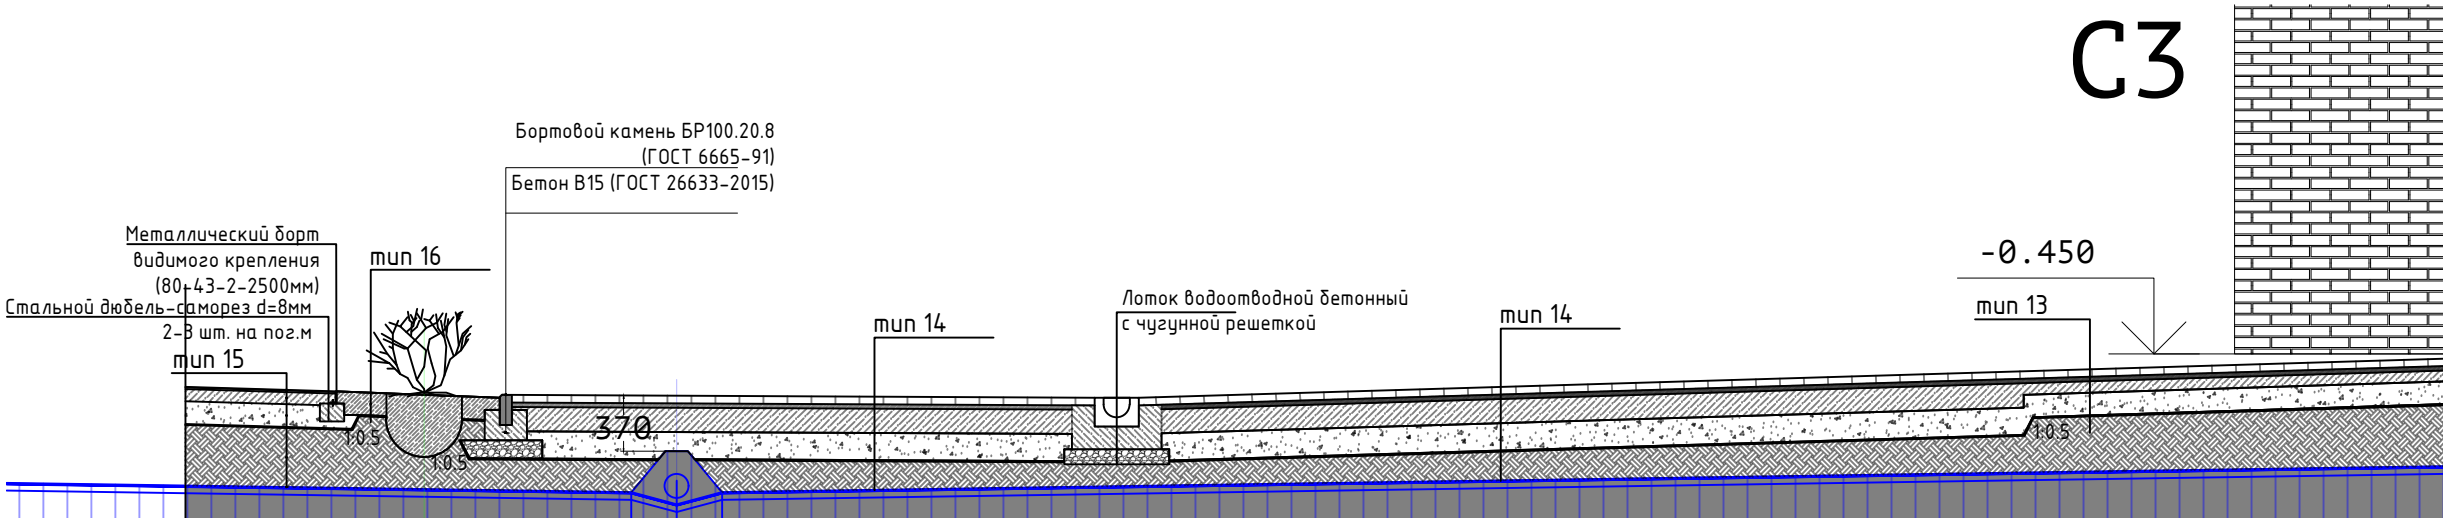 С3
Бортовой камень БР100.20.8
(ГОСТ 6665-91)
Бетон В15 (ГОСТ 26633-2015)
Металлический борт
видимого крепления
(80-43-2-2500мм)
Стальной дюбель-саморез d=8мм
2-3 шт. на пог.м
тип 15
тип 16
тип 14
Лоток водоотводной бетонный
с чугунной решеткой
тип 14
-0.450
тип 13
370
1:0.5
1:0.5
1:0.5